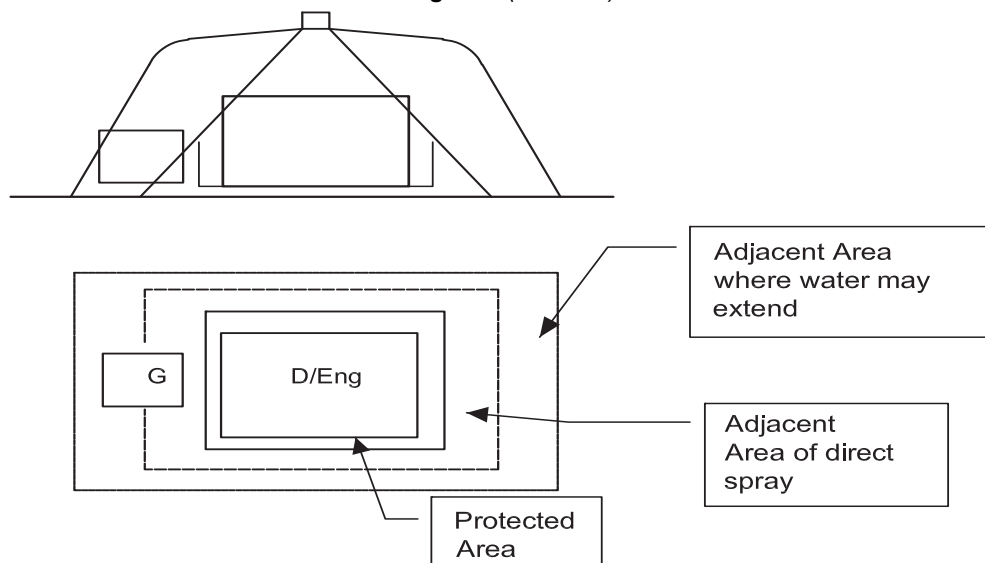 Adjacent Area
where water may
extend
G
D/Eng
Adjacent
Area of direct
spray
Protected
Area